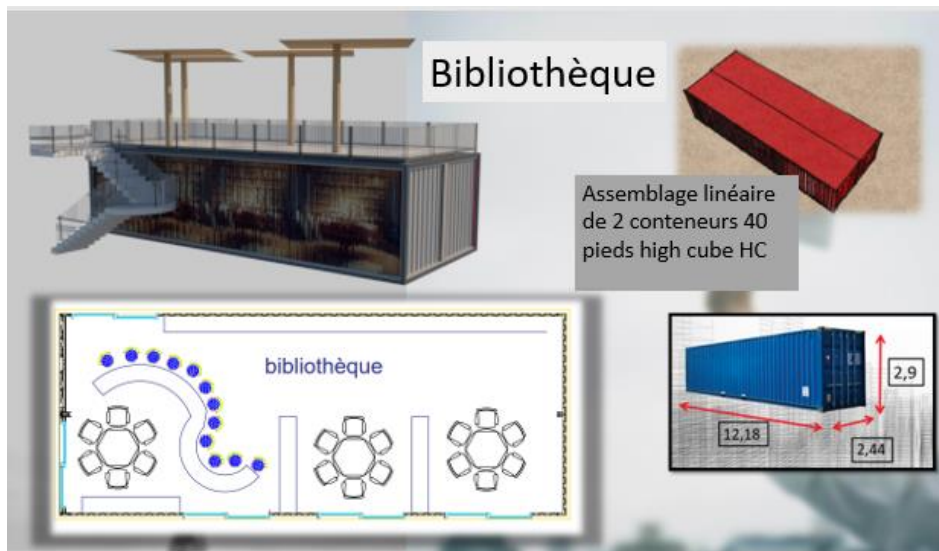 Bibliothèque
Assemblage linéaire
de 2 conteneurs 40
pieds high cube HC
bibliothèque
2,9
12,18
2,44